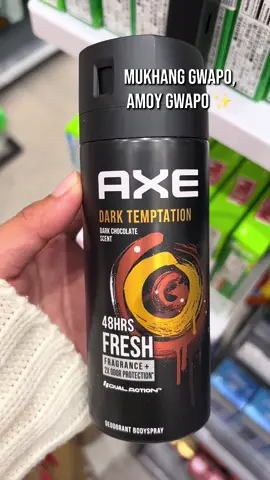 MUKHANG GWAPO,
AMOY GWAPO ✨
AXE
DARK TEMPTATION
DARK CHOCOLATE
SCENT
48HRS
FRESH
FRAGRANCE +
2X ODOR PROTECTION*
DUAL ACTION™
DEODORANT BODYSPRAY